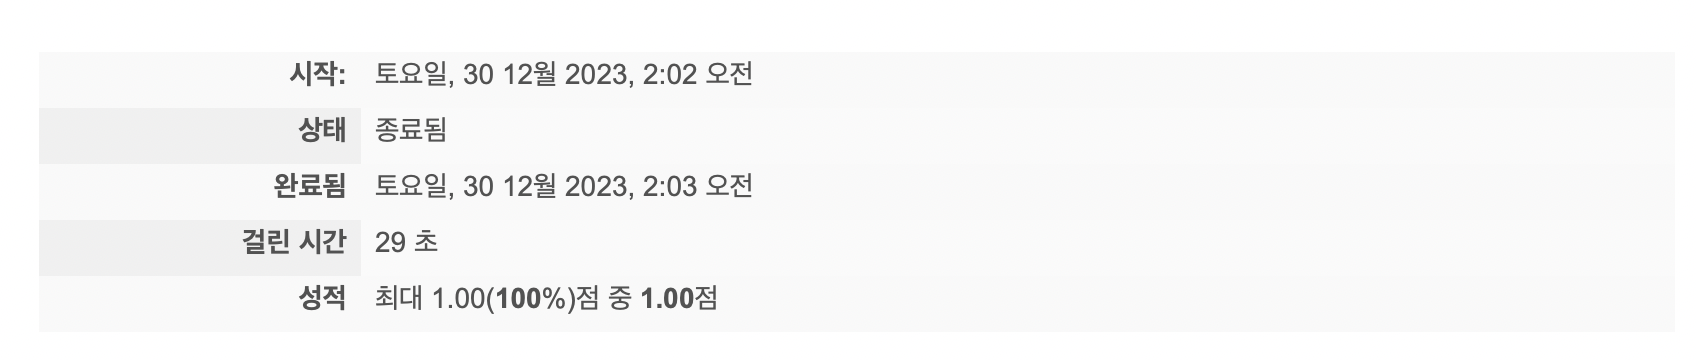 시작: 토요일, 30 12월 2023, 2:02 오전
상태 종료됨
완료됨 토요일, 30 12월 2023, 2:03 오전
걸린 시간 29 초
성적 최대 1.00(100%)점 중 1.00점